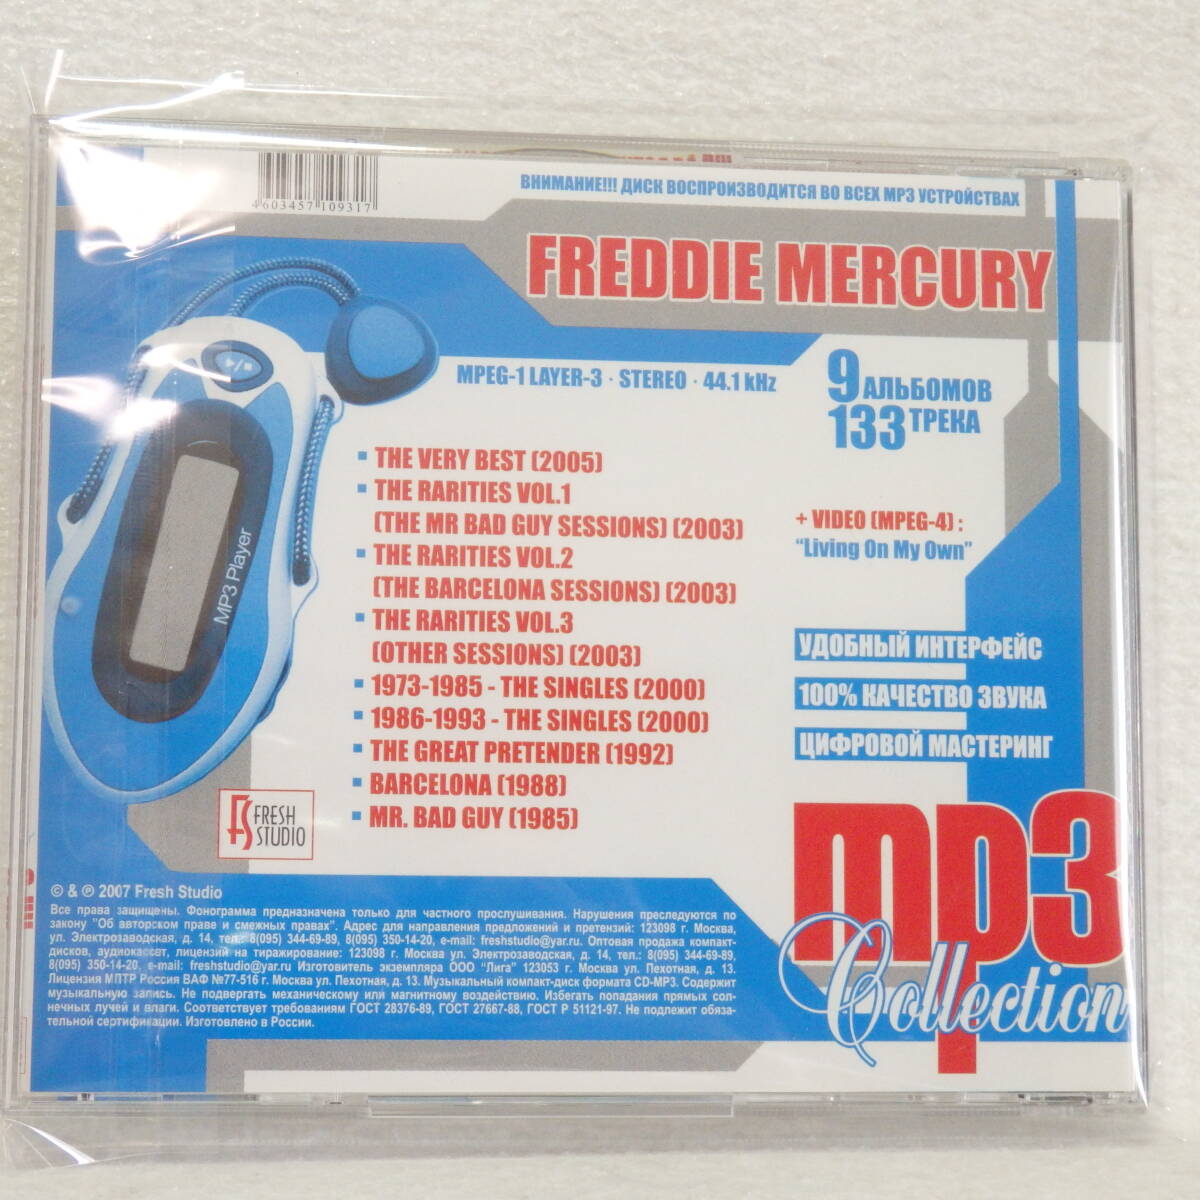 4603457 109317
ВНИМАНИЕ!!! ДИСК ВОСПРОИЗВОДИТСЯ ВО ВСЕХ MP3 УСТРОЙСТВАХ
FREDDIE MERCURY
MPEG-1 LAYER-3 · STEREO · 44.1 kHz
9 АЛЬБОМОВ
133 ТРЕКА
MP3 Player
▪ THE VERY BEST (2005)
▪ THE RARITIES VOL.1
(THE MR BAD GUY SESSIONS) (2003)
▪ THE RARITIES VOL.2
(THE BARCELONA SESSIONS) (2003)
▪ THE RARITIES VOL.3
(OTHER SESSIONS) (2003)
▪ 1973-1985 - THE SINGLES (2000)
▪ 1986-1993 - THE SINGLES (2000)
▪ THE GREAT PRETENDER (1992)
▪ BARCELONA (1988)
▪ MR. BAD GUY (1985)
+ VIDEO (MPEG-4) :
“Living On My Own”
УДОБНЫЙ ИНТЕРФЕЙС
100% КАЧЕСТВО ЗВУКА
ЦИФРОВОЙ МАСТЕРИНГ
FS FRESH
STUDIO
mp3
Collection
© & ℗ 2007 Fresh Studio
Все права защищены. Фонограмма предназначена только для частного прослушивания. Нарушения преследуются по
закону "Об авторском праве и смежных правах". Адрес для направления предложений и претензий: 123098 г. Москва,
ул. Электрозаводская, д. 14, тел.: 8(095) 344-69-89, 8(095) 350-14-20, e-mail: freshstudio@yar.ru. Оптовая продажа компакт-
дисков, аудиокассет, лицензий на тиражирование: 123098 г. Москва ул. Электрозаводская, д. 14, тел.: 8(095) 344-69-89,
8(095) 350-14-20, e-mail: freshstudio@yar.ru Изготовитель экземпляра ООО "Лига" 123053 г. Москва ул. Пехотная, д. 13.
Лицензия МПТР Россия ВАФ №77-516 г. Москва ул. Пехотная, д. 13. Музыкальный компакт-диск формата CD-MP3. Содержит
музыкальную запись. Не подвергать механическому или магнитному воздействию. Избегать попадания прямых сол-
нечных лучей и влаги. Соответствует требованиям ГОСТ 28376-89, ГОСТ 27667-88, ГОСТ Р 51121-97. Не подлежит обяза-
тельной сертификации. Изготовлено в России.